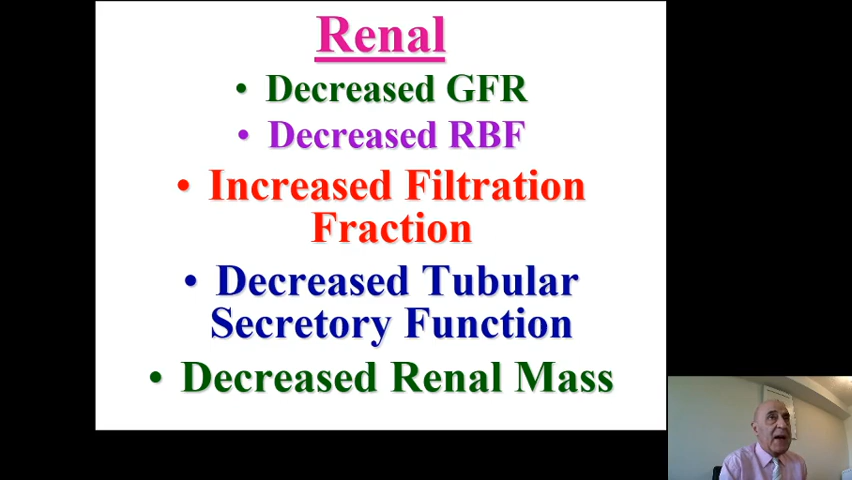 Renal
• Decreased GFR
• Decreased RBF
• Increased Filtration
Fraction
• Decreased Tubular
Secretory Function
• Decreased Renal Mass